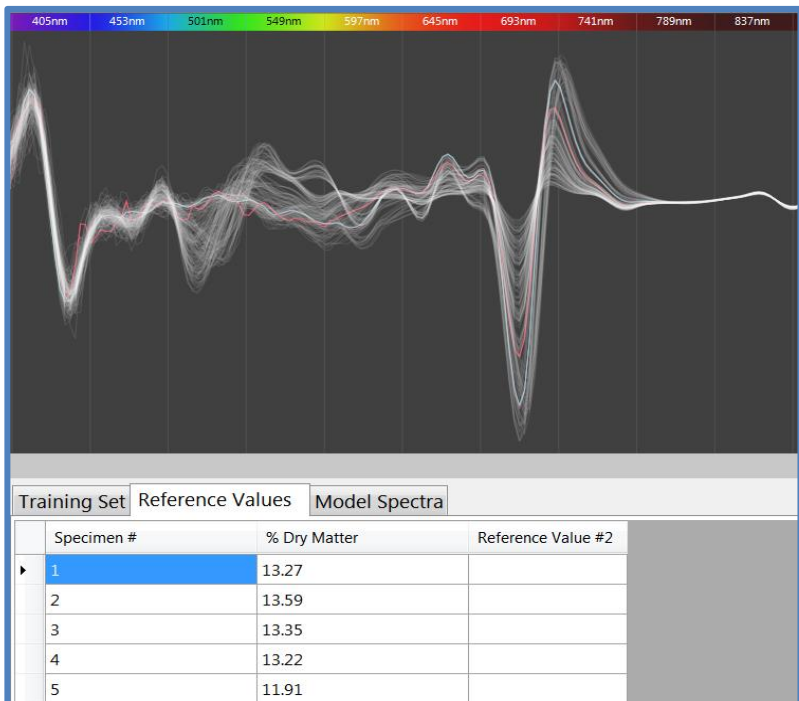 405nm 453nm 501nm 549nm 597nm 645nm 693nm 741nm 789nm 837nm
Training Set Reference Values Model Spectra
Specimen # % Dry Matter Reference Value #2
1 13.27
2 13.59
3 13.35
4 13.22
5 11.91